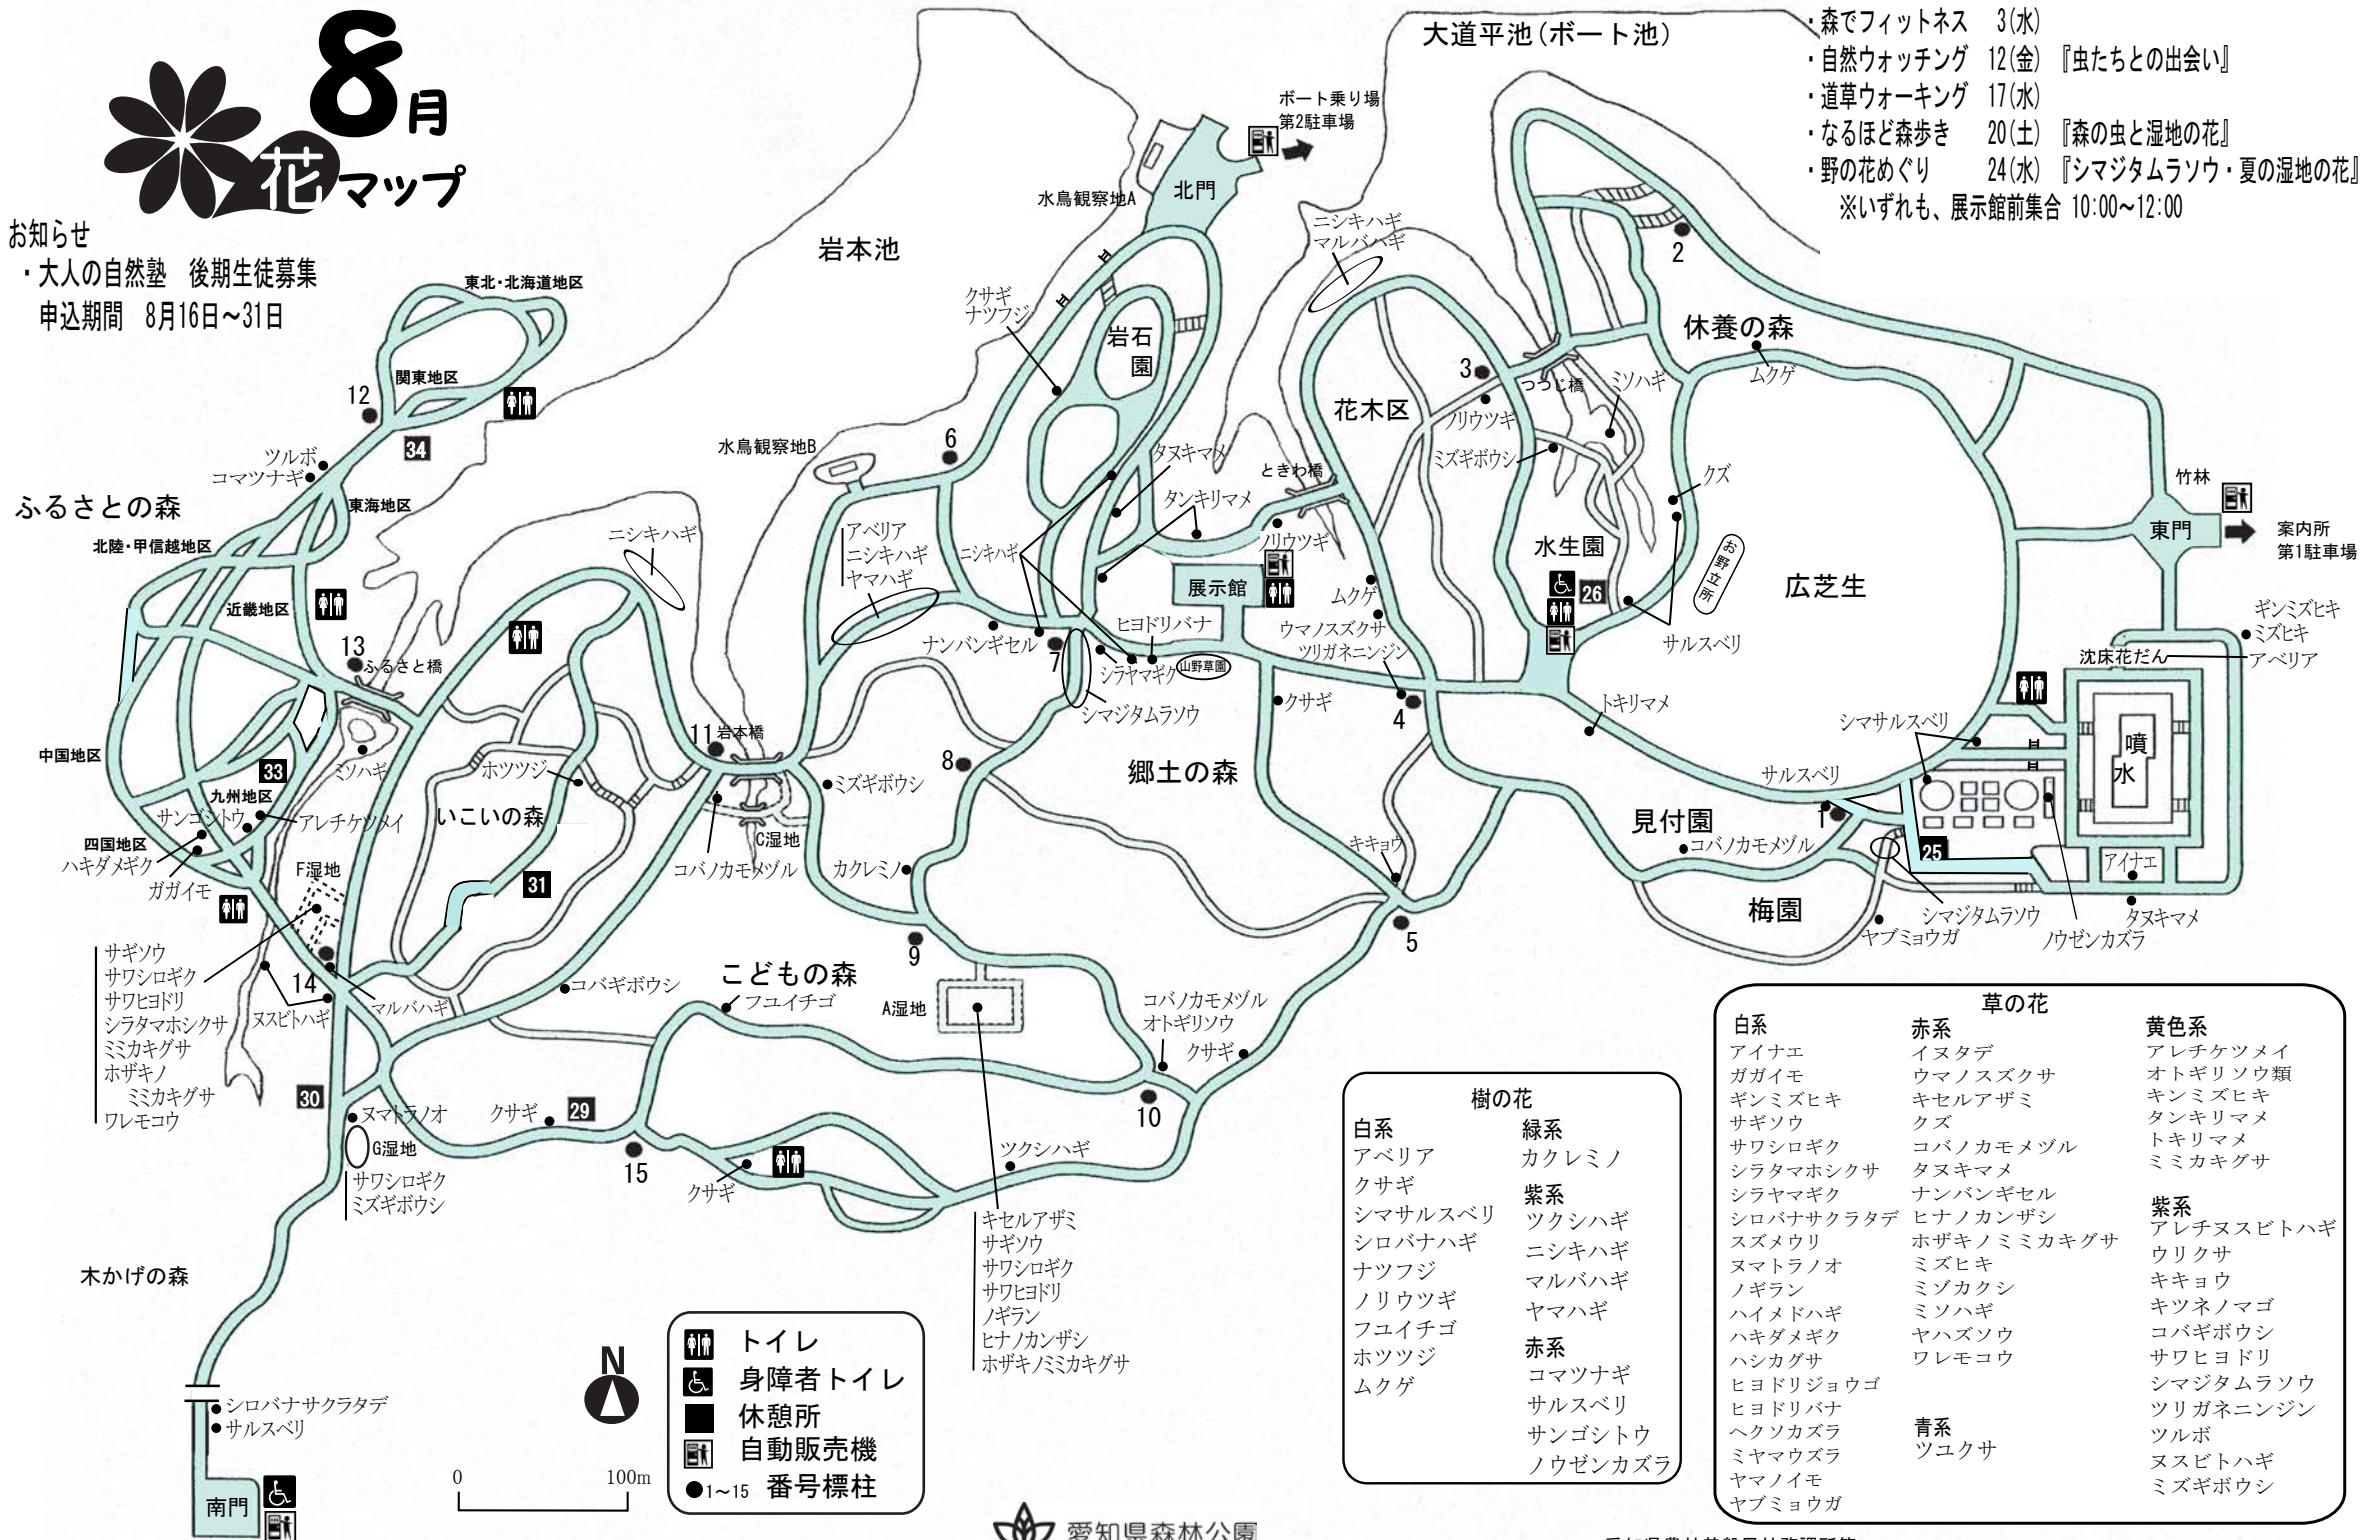 8月
花マップ
お知らせ
・大人の自然塾　後期生徒募集
申込期間　8月16日～31日
・森でフィットネス　3(水)
・自然ウォッチング　12(金)　『虫たちとの出会い』
・道草ウォーキング　17(水)
・なるほど森歩き　20(土)　『森の虫と湿地の花』
・野の花めぐり　24(水)　『シマジタムラソウ・夏の湿地の花』
※いずれも、展示館前集合 10:00～12:00
大道平池(ボート池)
ボート乗り場
第2駐車場
北門
水鳥観察地A
岩本池
ニシキハギ
マルバハギ
2
東北・北海道地区
関東地区
12
34
ツルボ
コマツナギ
東海地区
ふるさとの森
北陸・甲信越地区
近畿地区
13
ふるさと橋
中国地区
33
九州地区
サンゴシトウ
アレチケツメイ
四国地区
ハキダメギク
ガガイモ
ミソハギ
F湿地
クサギ
ナツフジ
岩石園
水鳥観察地B
6
タヌキマメ
タンキリマメ
ときわ橋
ノリウツギ
花木区
3
ノリウツギ
つつじ橋
ミソハギ
ミズギボウシ
休養の森
ムクゲ
クズ
水生園
26
お野立所
広芝生
サルスベリ
竹林
東門
案内所
第1駐車場
ギンミズヒキ
ミズヒキ
アベリア
沈床花だん
噴水
ニシキハギ
アベリア
ニシキハギ
ヤマハギ
ニシキハギ
展示館
ムクゲ
ウマノスズクサ
ツリガネニンジン
ナンバンギセル
7
ヒヨドリバナ
シラヤマギク
山野草園
シマジタムラソウ
クサギ
4
トキリマメ
シマサルスベリ
サルスベリ
1
25
見付園
コバノカモメヅル
梅園
シマジタムラソウ
ヤブミョウガ
ノウゼンカズラ
アイナエ
タヌキマメ
11
岩本橋
ホツツジ
いこいの森
31
コバノカモメヅル
C湿地
ミズギボウシ
8
郷土の森
カクレミノ
キキョウ
5
9
サギソウ
サワシロギク
サワヒヨドリ
シラタマホシクサ
ミミカキグサ
ホザキノ
ミミカキグサ
ワレモコウ
14
ヌスビトハギ
マルバハギ
コバギボウシ
こどもの森
フユイチゴ
A湿地
コバノカモメヅル
オトギリソウ
クサギ
10
30
ヌマトラノオ
G湿地
サワシロギク
ミズギボウシ
クサギ
29
15
クサギ
ツクシハギ
キセルアザミ
サギソウ
サワシロギク
サワヒヨドリ
ノギラン
ヒナノカンザシ
ホザキノミミカキグサ
木かげの森
シロバナサクラタデ
サルスベリ
南門
N
0
100m
トイレ
身障者トイレ
休憩所
自動販売機
1～15 番号標柱
樹の花
白系
アベリア
クサギ
シマサルスベリ
シロバナハギ
ナツフジ
ノリウツギ
フユイチゴ
ホツツジ
ムクゲ
緑系
カクレミノ
紫系
ツクシハギ
ニシキハギ
マルバハギ
ヤマハギ
赤系
コマツナギ
サルスベリ
サンゴシトウ
ノウゼンカズラ
草の花
白系
アイナエ
ガガイモ
ギンミズヒキ
サギソウ
サワシロギク
シラタマホシクサ
シラヤマギク
シロバナサクラタデ
スズメウリ
ヌマトラノオ
ノギラン
ハイメドハギ
ハキダメギク
ハシカグサ
ヒヨドリジョウゴ
ヒヨドリバナ
ヘクソカズラ
ミヤマウズラ
ヤマノイモ
ヤブミョウガ
赤系
イヌタデ
ウマノスズクサ
キセルアザミ
クズ
コバノカモメヅル
タヌキマメ
ナンバンギセル
ヒナノカンザシ
ホザキノミミカキグサ
ミズヒキ
ミゾカクシ
ミソハギ
ヤハズソウ
ワレモコウ
青系
ツユクサ
黄色系
アレチケツメイ
オトギリソウ類
キンミズヒキ
タンキリマメ
トキリマメ
ミミカキグサ
紫系
アレチヌスビトハギ
ウリクサ
キキョウ
キツネノマゴ
コバギボウシ
サワヒヨドリ
シマジタムラソウ
ツリガネニンジン
ツルボ
ヌスビトハギ
ミズギボウシ
愛知県森林公園